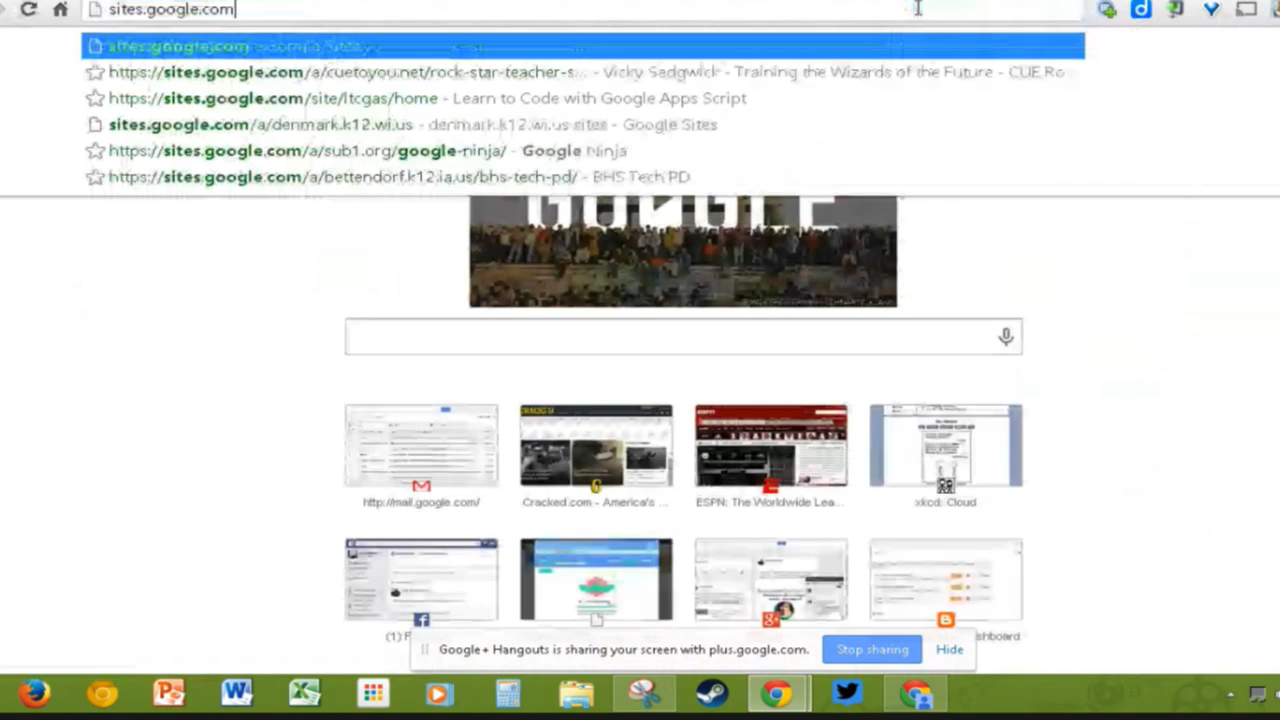 sites.google.com
sites.google.com
https://sites.google.com/a/cuetoyou.net/rock-star-teacher-s... - Vicky Sedgwick - Training the Wizards of the Future - CUE Ro
https://sites.google.com/site/ltcgas/home - Learn to Code with Google Apps Script
sites.google.com/a/denmark.k12.wi.us - denmark.k12.wi.us sites - Google Sites
https://sites.google.com/a/sub1.org/google-ninja/ - Google Ninja
https://sites.google.com/a/bettendorf.k12.ia.us/bhs-tech-pd/ - BHS Tech PD
http://mail.google.com/
Cracked.com - America's ...
ESPN: The Worldwide Lea...
xkcd: Cloud
(1) F
shboard
Google+ Hangouts is sharing your screen with plus.google.com.
Stop sharing
Hide